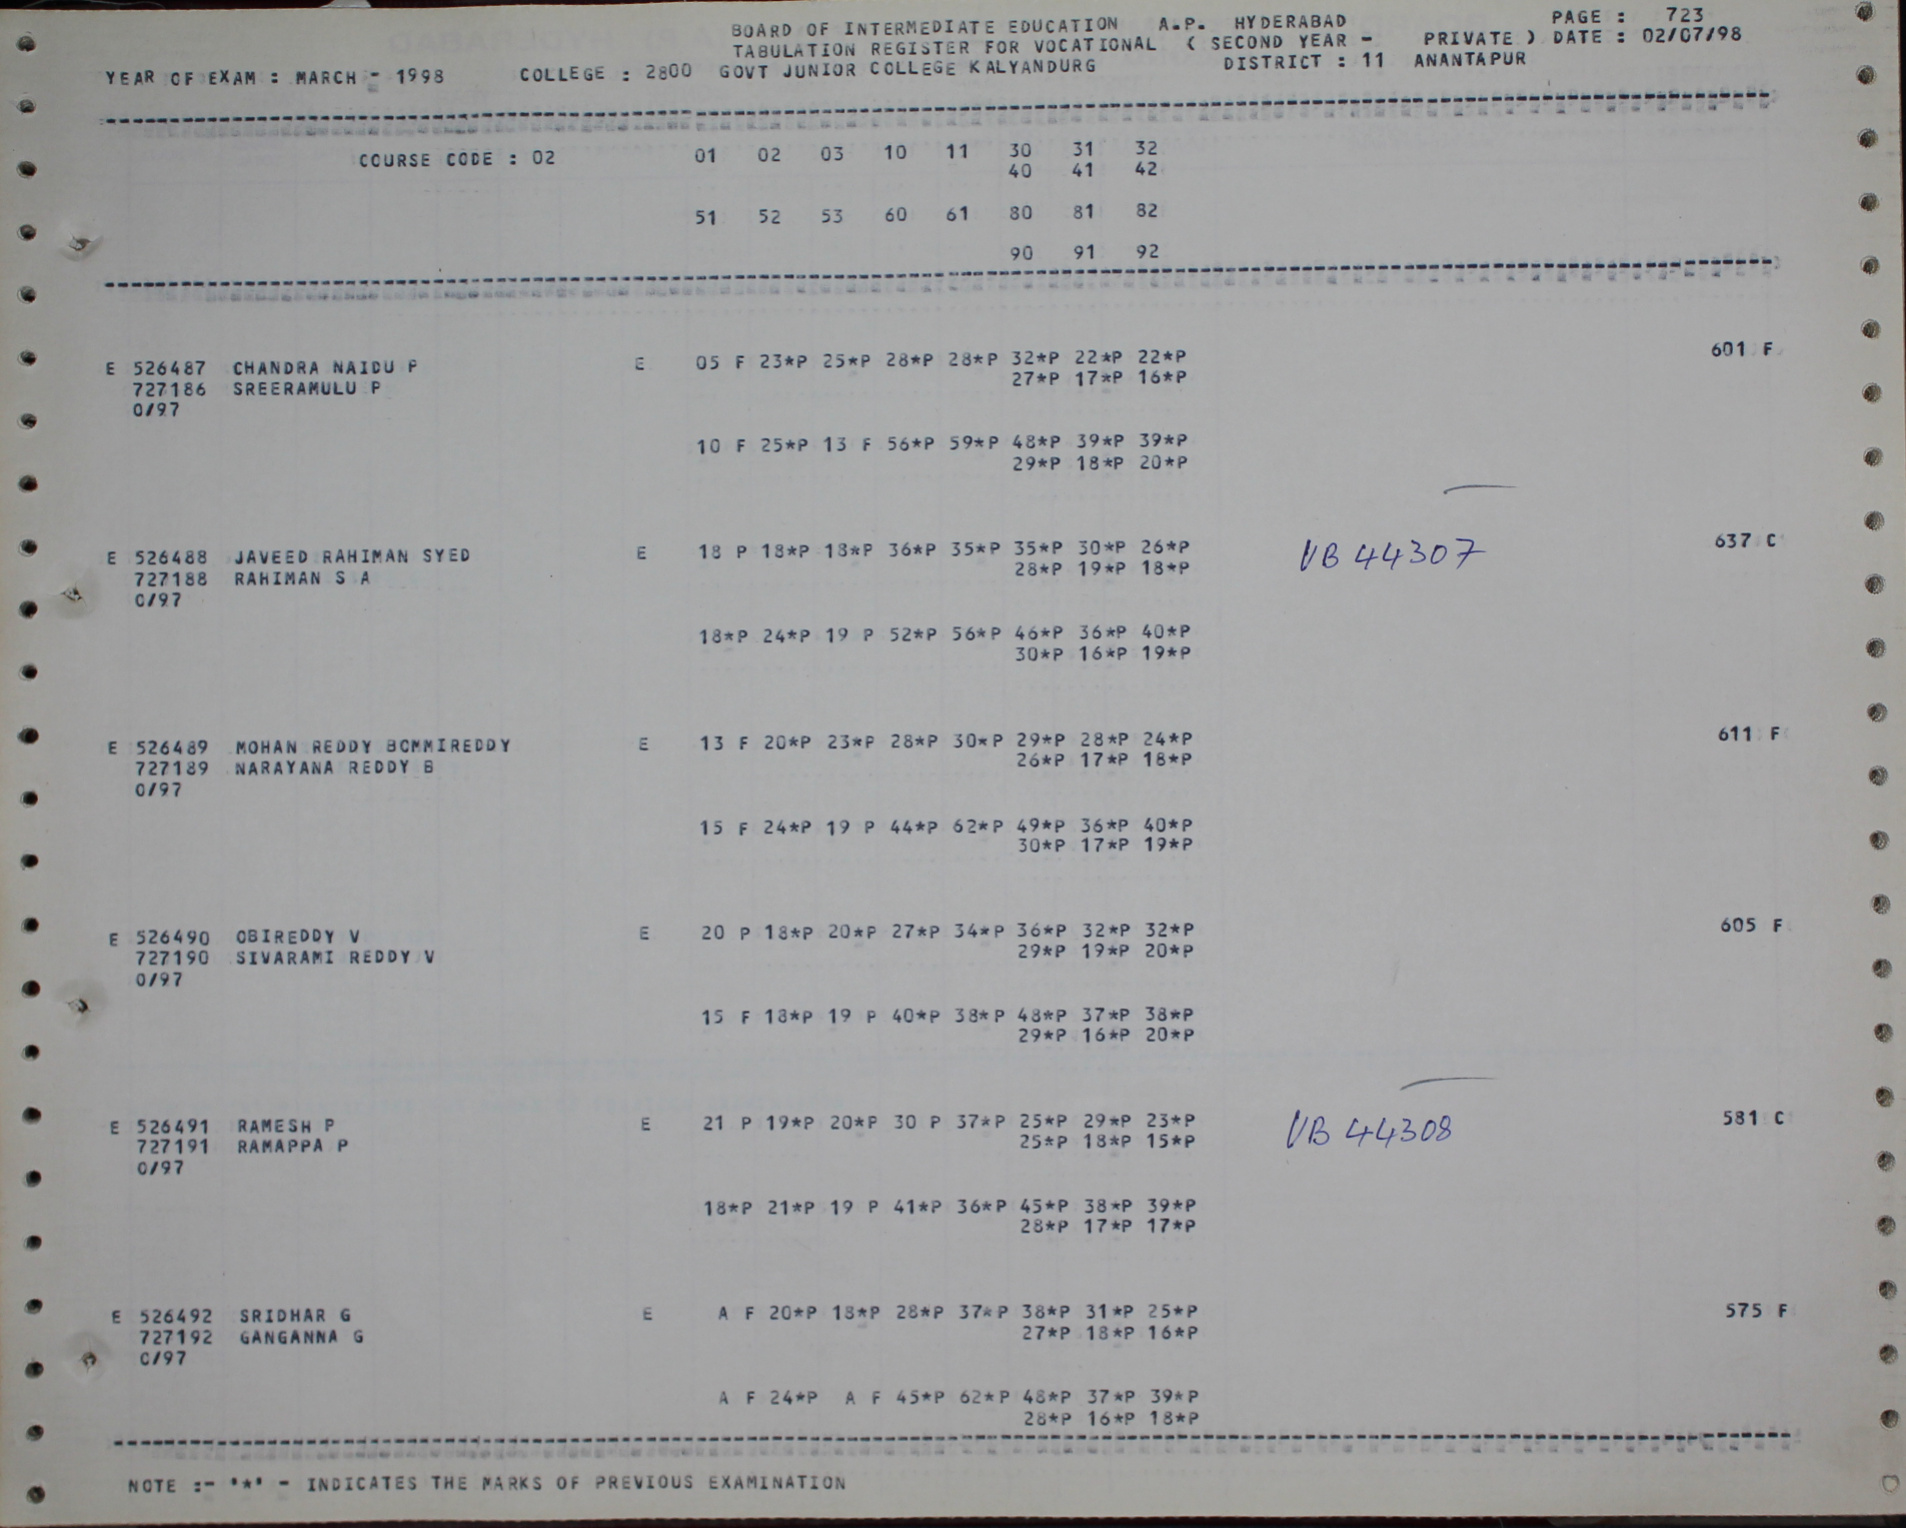 BOARD OF INTERMEDIATE EDUCATION A.P. HYDERABAD PAGE : 723
TABULATION REGISTER FOR VOCATIONAL ( SECOND YEAR - PRIVATE ) DATE : 02/07/98
YEAR OF EXAM : MARCH - 1998 COLLEGE : 2800 GOVT JUNIOR COLLEGE KALYANDURG DISTRICT : 11 ANANTAPUR
COURSE CODE : 02 01 02 03 10 11 30 31 32
40 41 42
51 52 53 60 61 80 81 82
90 91 92
E 526487 CHANDRA NAIDU P E 05 F 23*P 25*P 28*P 28*P 32*P 22*P 22*P 601 F
727186 SREERAMULU P 27*P 17*P 16*P
0/97
10 F 25*P 13 F 56*P 59*P 48*P 39*P 39*P
29*P 18*P 20*P
E 526488 JAVEED RAHIMAN SYED E 18 P 18*P 18*P 36*P 35*P 35*P 30*P 26*P VB 44307 637 C
727188 RAHIMAN S A 28*P 19*P 18*P
0/97
18*P 24*P 19 P 52*P 56*P 46*P 36*P 40*P
30*P 16*P 19*P
E 526489 MOHAN REDDY BOMMIREDDY E 13 F 20*P 23*P 28*P 30*P 29*P 28*P 24*P 611 F
727189 NARAYANA REDDY B 26*P 17*P 18*P
0/97
15 F 24*P 19 P 44*P 62*P 49*P 36*P 40*P
30*P 17*P 19*P
E 526490 OBIREDDY V E 20 P 18*P 20*P 27*P 34*P 36*P 32*P 32*P 605 F
727190 SIVARAMI REDDY V 29*P 19*P 20*P
0/97
15 F 18*P 19 P 40*P 38*P 48*P 37*P 38*P
29*P 16*P 20*P
E 526491 RAMESH P E 21 P 19*P 20*P 30 P 37*P 25*P 29*P 23*P VB 44308 581 C
727191 RAMAPPA P 25*P 18*P 15*P
0/97
18*P 21*P 19 P 41*P 36*P 45*P 38*P 39*P
28*P 17*P 17*P
E 526492 SRIDHAR G E A F 20*P 18*P 28*P 37*P 38*P 31*P 25*P 575 F
727192 GANGANNA G 27*P 18*P 16*P
0/97
A F 24*P A F 45*P 62*P 48*P 37*P 39*P
28*P 16*P 18*P
NOTE :- '*' - INDICATES THE MARKS OF PREVIOUS EXAMINATION